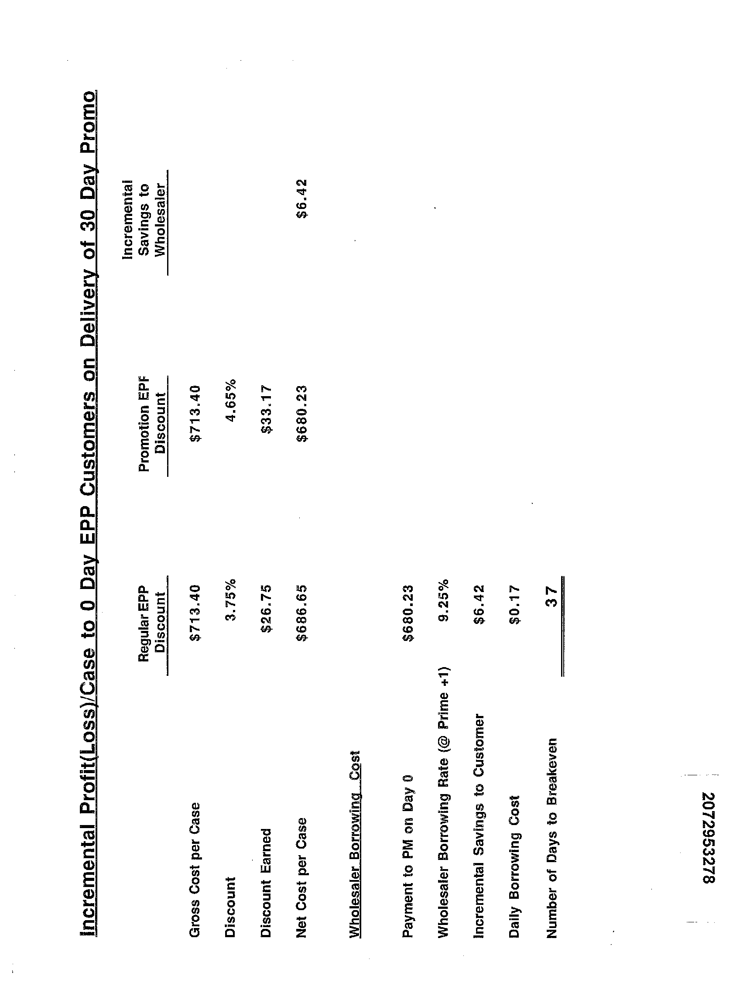 Incremental Profit(Loss)/Case to 0 Day EPP Customers on Delivery of 30 Day Promo
Regular EPP Discount    Promotion EPF Discount    Incremental Savings to Wholesaler
Gross Cost per Case    $713.40    $713.40
Discount    3.75%    4.65%
Discount Earned    $26.75    $33.17
Net Cost per Case    $686.65    $680.23    $6.42
Wholesaler Borrowing Cost
Payment to PM on Day 0    $680.23
Wholesaler Borrowing Rate (@ Prime +1)    9.25%
Incremental Savings to Customer    $6.42
Daily Borrowing Cost    $0.17
Number of Days to Breakeven    37
2072953278